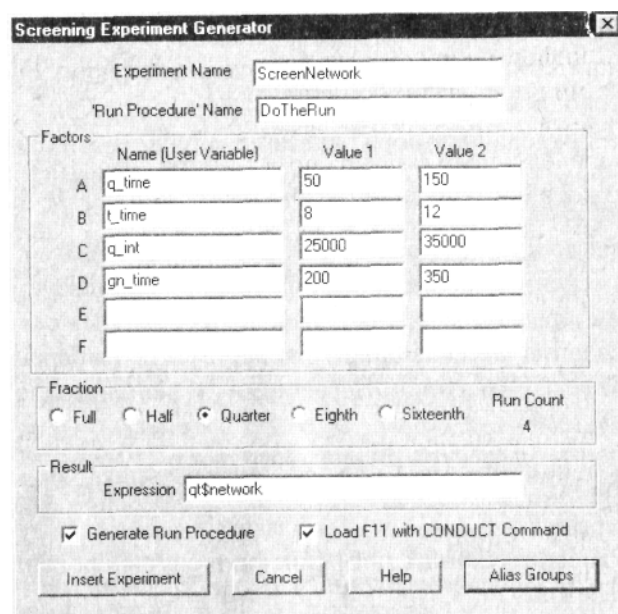 Screening Experiment Generator
Experiment Name ScreenNetwork
'Run Procedure' Name DoTheRun
Factors
Name (User Variable) Value 1 Value 2
A q_time 50 150
B t_time 8 12
C q_int 25000 35000
D gn_time 200 350
E
F
Fraction
Full Half Quarter Eighth Sixteenth Run Count
4
Result
Expression qt$network
Generate Run Procedure Load F11 with CONDUCT Command
Insert Experiment Cancel Help Alias Groups